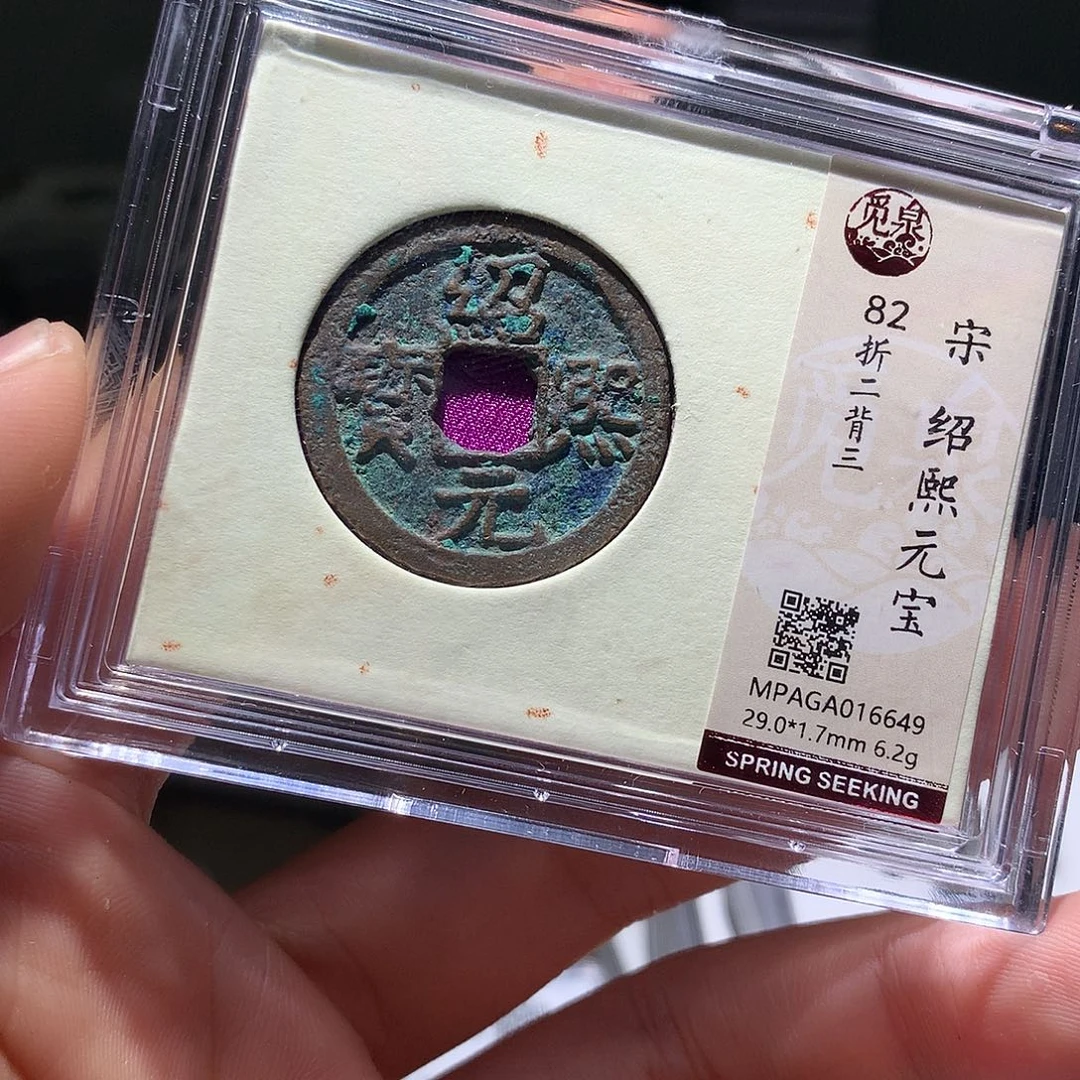 紹
熙
元
寶
觅泉
82
折二背三
宋 绍熙元宝
MPAGA016649
29.0*1.7mm 6.2g
SPRING SEEKING